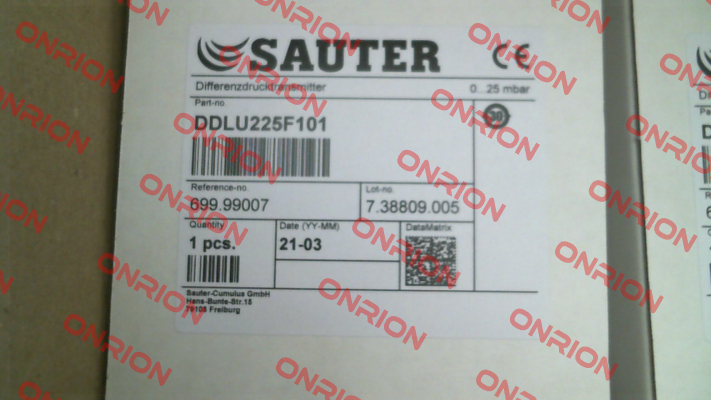 SAUTER CE
Differenzdrucktransmitter 0...25 mbar
Part-no.
DDLU225F101
30
Reference-no. Lot-no.
699.99007 7.38809.005
Quantity Date (YY-MM) DataMatrix
1 pcs. 21-03
Sauter-Cumulus GmbH
Hans-Bunte-Str.15
79108 Freiburg
ONRION